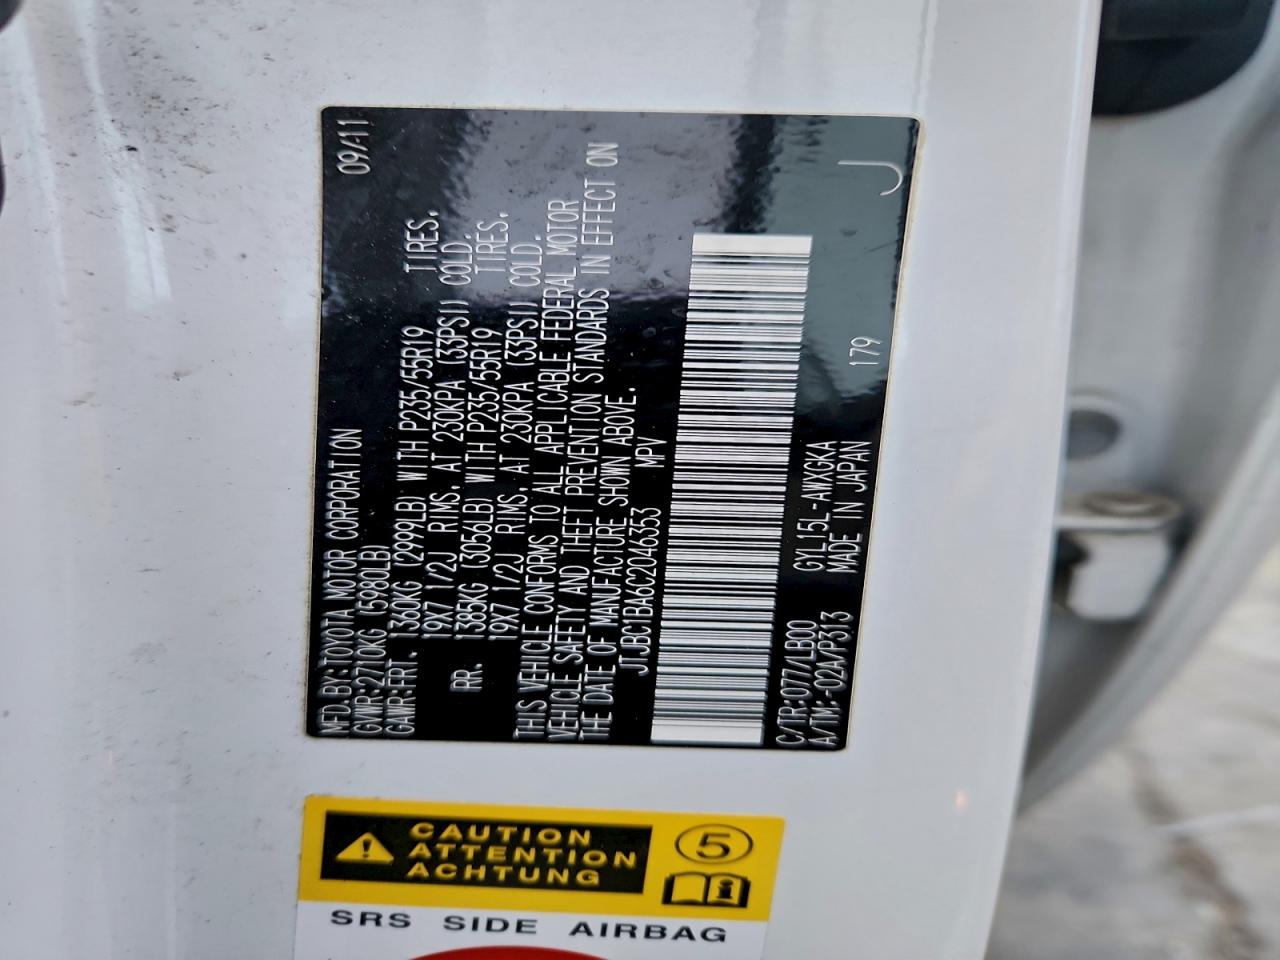 MFD.BY:TOYOTA MOTOR CORPORATION 09/11
GVWR:2710KG (5980LB)
GAWR:FRT. 1360KG (2999LB) WITH P235/55R19 TIRES.
19X7 1/2J RIMS, AT 230KPA (33PSI) COLD.
RR. 1385KG (3056LB) WITH P235/55R19 TIRES.
19X7 1/2J RIMS, AT 230KPA (33PSI) COLD.
THIS VEHICLE CONFORMS TO ALL APPLICABLE FEDERAL MOTOR
VEHICLE SAFETY AND THEFT PREVENTION STANDARDS IN EFFECT ON
THE DATE OF MANUFACTURE SHOWN ABOVE.
JTJBC1BA6C2046353 MPV
C/TR:077/LB00 GYL15L-AWXGKA 179
A/TM:-02A/P313 MADE IN JAPAN
J
CAUTION
ATTENTION
ACHTUNG
5
i
SRS SIDE AIRBAG